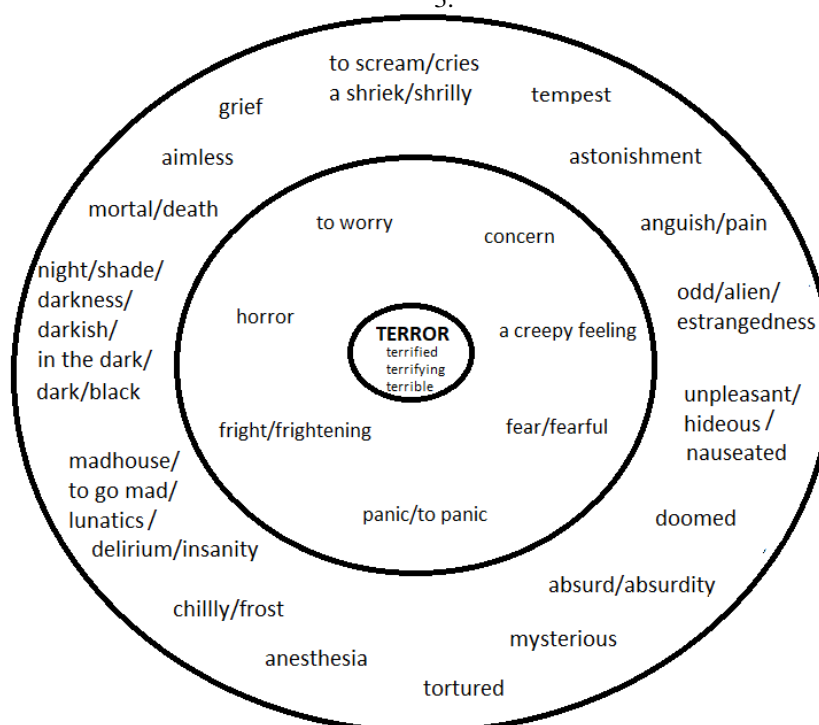 3.
to scream/cries
a shriek/shrilly
tempest
grief
astonishment
aimless
mortal/death
anguish/pain
to worry
concern
night/shade/
darkness/
darkish/
in the dark/
dark/black
odd/alien/
estrangedness
horror
TERROR
terrified
terrifying
terrible
a creepy feeling
unpleasant/
hideous/
nauseated
fright/frightening
fear/fearful
madhouse/
to go mad/
lunatics/
delirium/insanity
panic/to panic
doomed
absurd/absurdity
chillly/frost
mysterious
anesthesia
tortured